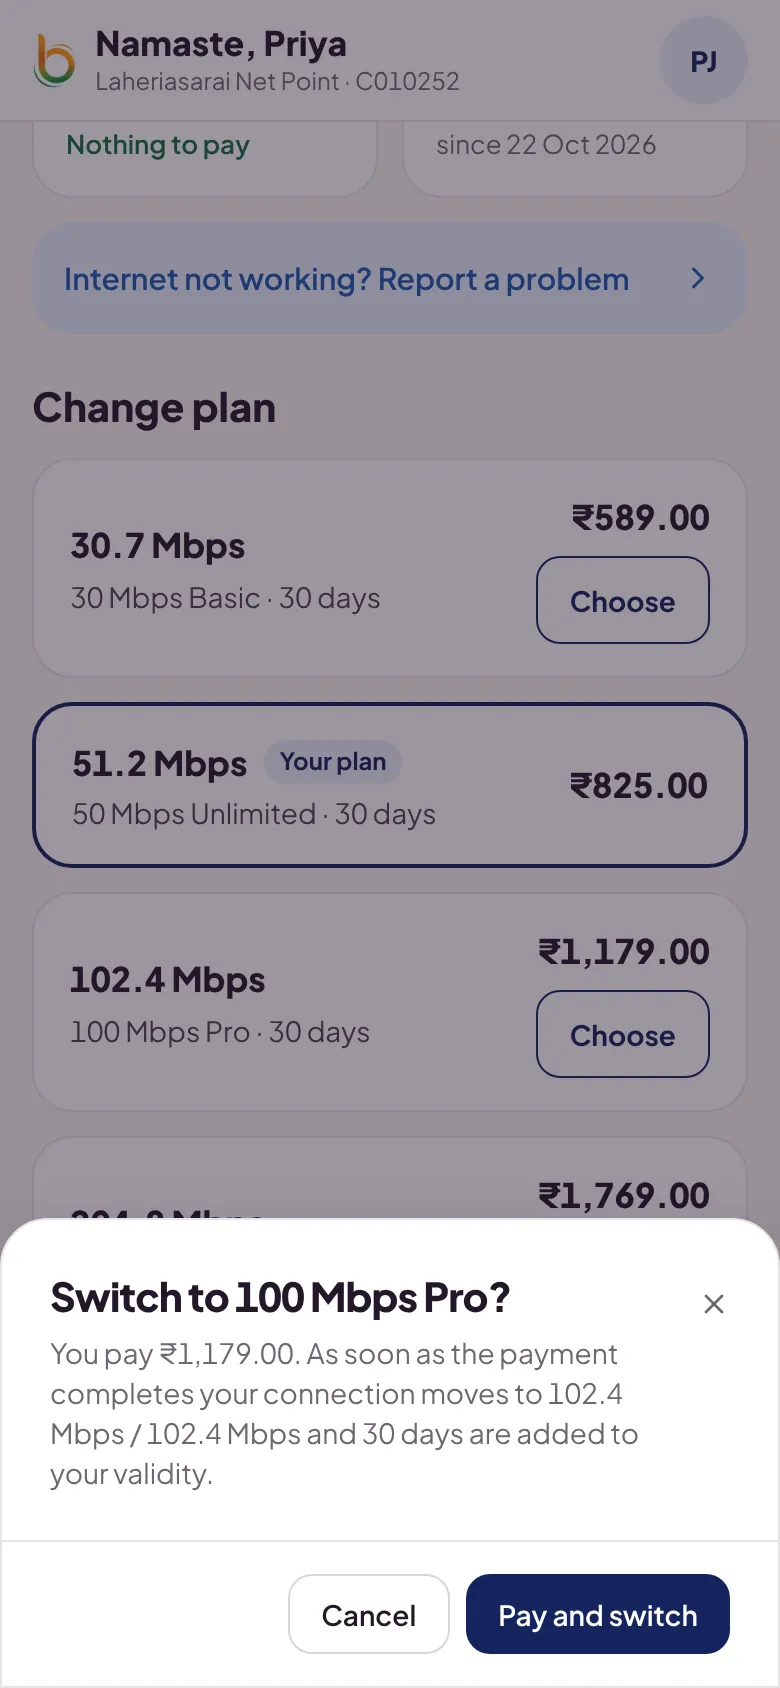 Namaste, Priya
Laheriasarai Net Point · C010252
PJ
Nothing to pay
since 22 Oct 2026
Internet not working? Report a problem
Change plan
₹589.00
30.7 Mbps
30 Mbps Basic · 30 days
Choose
51.2 Mbps Your plan
50 Mbps Unlimited · 30 days
₹825.00
₹1,179.00
102.4 Mbps
100 Mbps Pro · 30 days
Choose
₹1,769.00
Switch to 100 Mbps Pro?
You pay ₹1,179.00. As soon as the payment
completes your connection moves to 102.4
Mbps / 102.4 Mbps and 30 days are added to
your validity.
Cancel
Pay and switch